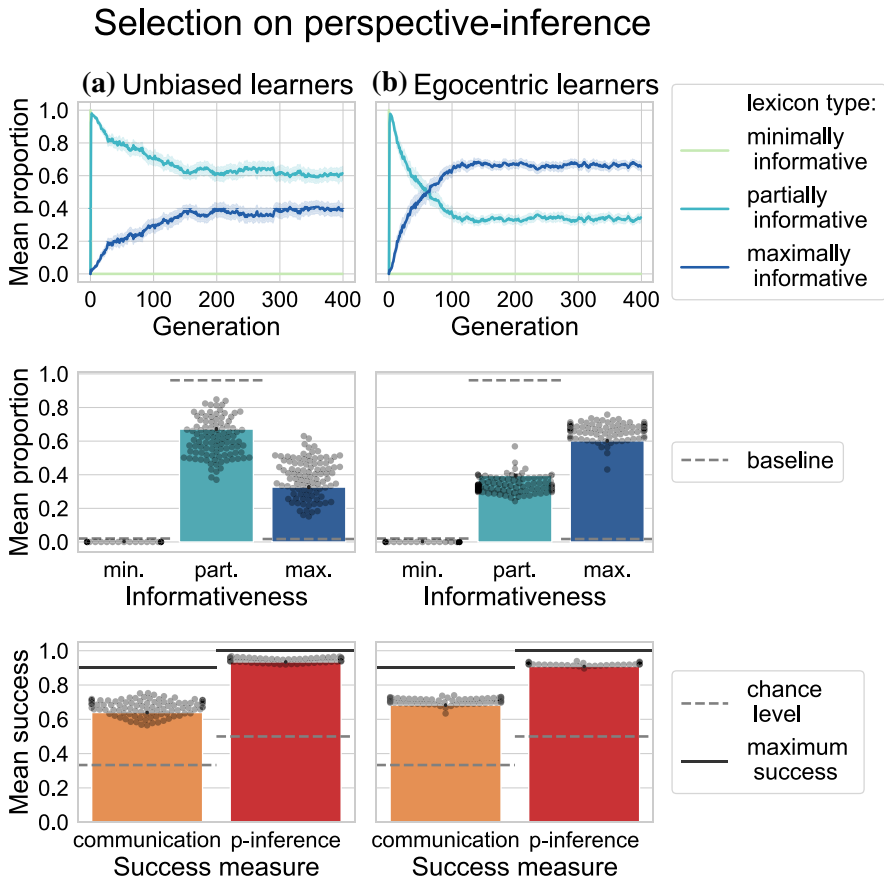 Selection on perspective-inference
(a) Unbiased learners
(b) Egocentric learners
Mean proportion
1.0
0.8
0.6
0.4
0.2
0.0
0 100 200 300 400
Generation
0 100 200 300 400
Generation
lexicon type:
minimally
informative
partially
informative
maximally
informative
Mean proportion
1.0
0.8
0.6
0.4
0.2
0.0
min. part. max.
Informativeness
min. part. max.
Informativeness
baseline
Mean success
1.0
0.8
0.6
0.4
0.2
0.0
communication p-inference
Success measure
communication p-inference
Success measure
chance
level
maximum
success